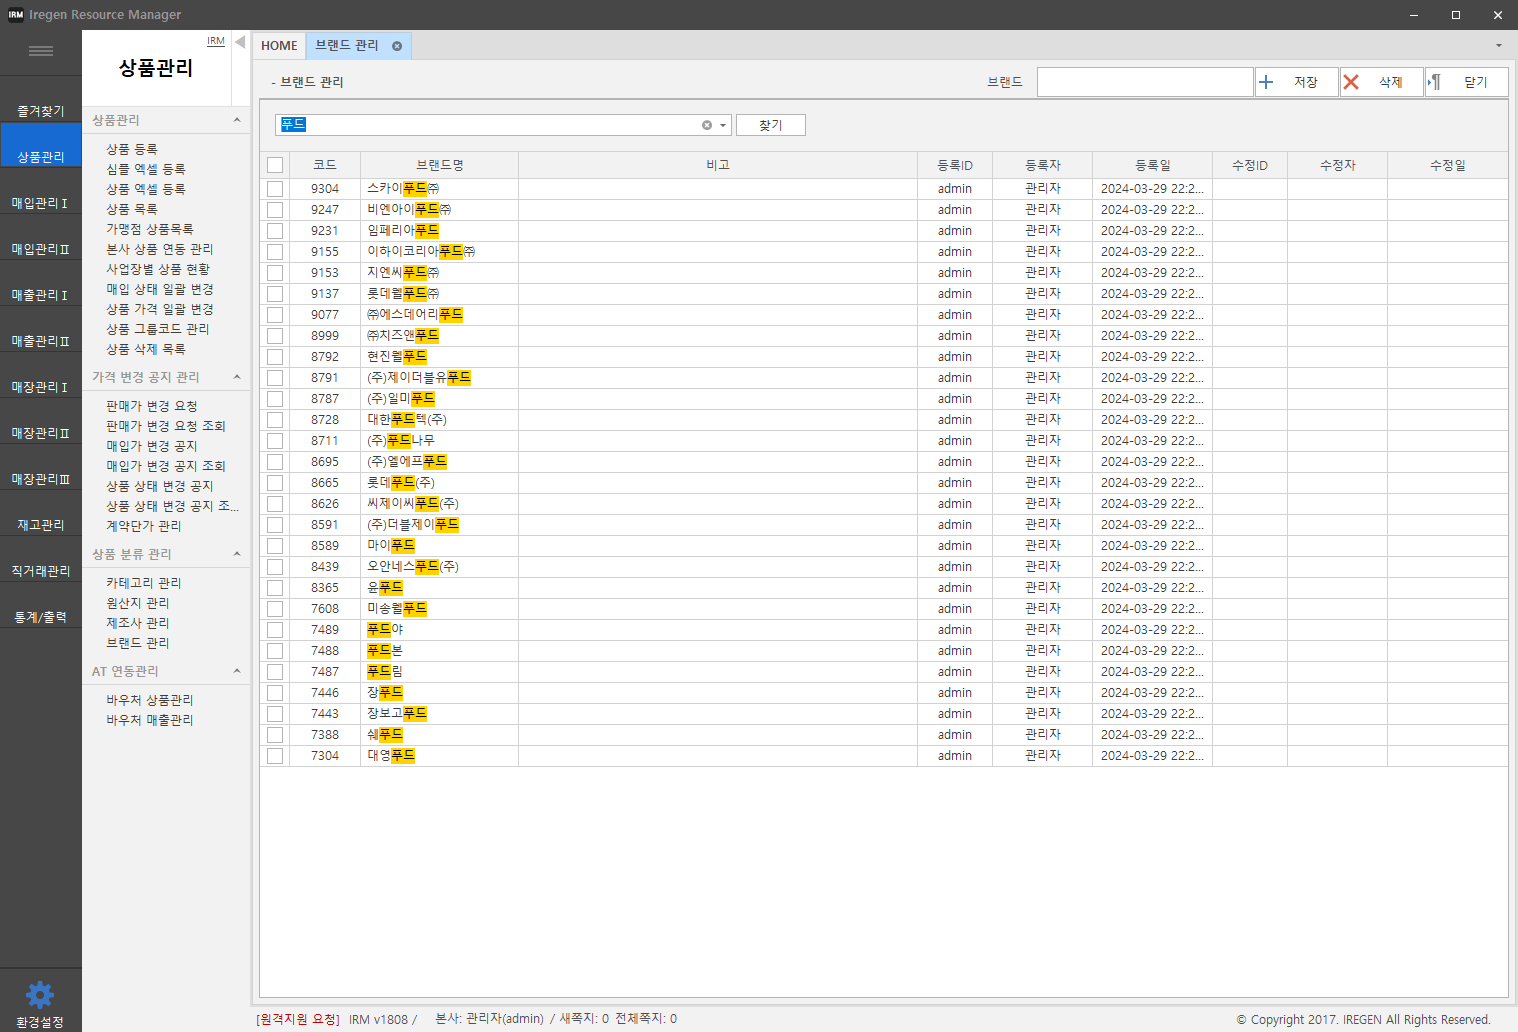 IRM Iregen Resource Manager
즐겨찾기
상품관리
매입관리Ⅰ
매입관리Ⅱ
매출관리Ⅰ
매출관리Ⅱ
매장관리Ⅰ
매장관리Ⅱ
매장관리Ⅲ
재고관리
직거래관리
통계/출력
환경설정
IRM
상품관리
상품관리
상품 등록
심플 엑셀 등록
상품 엑셀 등록
상품 목록
가맹점 상품목록
본사 상품 연동 관리
사업장별 상품 현황
매입 상태 일괄 변경
상품 가격 일괄 변경
상품 그룹코드 관리
상품 삭제 목록
가격 변경 공지 관리
판매가 변경 요청
판매가 변경 요청 조회
매입가 변경 공지
매입가 변경 공지 조회
상품 상태 변경 공지
상품 상태 변경 공지 조...
계약단가 관리
상품 분류 관리
카테고리 관리
원산지 관리
제조사 관리
브랜드 관리
AT 연동관리
바우처 상품관리
바우처 매출관리
HOME 브랜드 관리
- 브랜드 관리 브랜드 저장 삭제 닫기
푸드 찾기
코드 브랜드명 비고 등록ID 등록자 등록일 수정ID 수정자 수정일
9304 스카이푸드㈜ admin 관리자 2024-03-29 22:2...
9247 비엔아이푸드㈜ admin 관리자 2024-03-29 22:2...
9231 임페리아푸드 admin 관리자 2024-03-29 22:2...
9155 이하이코리아푸드㈜ admin 관리자 2024-03-29 22:2...
9153 지엔씨푸드㈜ admin 관리자 2024-03-29 22:2...
9137 롯데웰푸드㈜ admin 관리자 2024-03-29 22:2...
9077 ㈜에스데어리푸드 admin 관리자 2024-03-29 22:2...
8999 ㈜치즈앤푸드 admin 관리자 2024-03-29 22:2...
8792 현진웰푸드 admin 관리자 2024-03-29 22:2...
8791 (주)제이더블유푸드 admin 관리자 2024-03-29 22:2...
8787 (주)일미푸드 admin 관리자 2024-03-29 22:2...
8728 대한푸드텍(주) admin 관리자 2024-03-29 22:2...
8711 (주)푸드나무 admin 관리자 2024-03-29 22:2...
8695 (주)엘에프푸드 admin 관리자 2024-03-29 22:2...
8665 롯데푸드(주) admin 관리자 2024-03-29 22:2...
8626 씨제이씨푸드(주) admin 관리자 2024-03-29 22:2...
8591 (주)더블제이푸드 admin 관리자 2024-03-29 22:2...
8589 마이푸드 admin 관리자 2024-03-29 22:2...
8439 오안네스푸드(주) admin 관리자 2024-03-29 22:2...
8365 윤푸드 admin 관리자 2024-03-29 22:2...
7608 미송웰푸드 admin 관리자 2024-03-29 22:2...
7489 푸드야 admin 관리자 2024-03-29 22:2...
7488 푸드본 admin 관리자 2024-03-29 22:2...
7487 푸드림 admin 관리자 2024-03-29 22:2...
7446 장푸드 admin 관리자 2024-03-29 22:2...
7443 장보고푸드 admin 관리자 2024-03-29 22:2...
7388 쉐푸드 admin 관리자 2024-03-29 22:2...
7304 대영푸드 admin 관리자 2024-03-29 22:2...
[원격지원 요청] IRM v1808 / 본사: 관리자(admin) / 새쪽지: 0 전체쪽지: 0 © Copyright 2017. IREGEN All Rights Reserved.